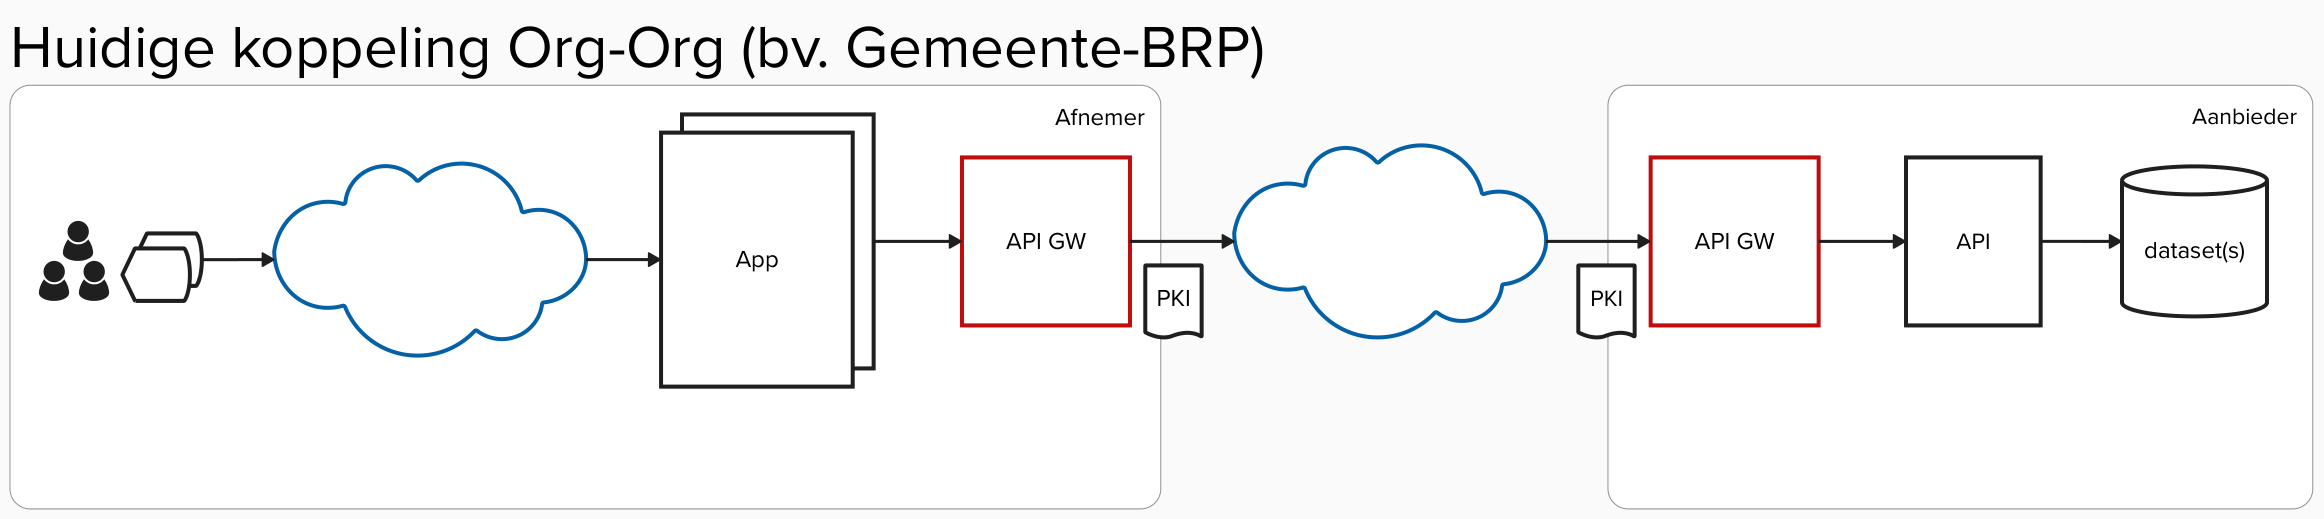 Huidige koppeling Org-Org (bv. Gemeente-BRP)
Afnemer
App
API GW
PKI
Aanbieder
PKI
API GW
API
dataset(s)